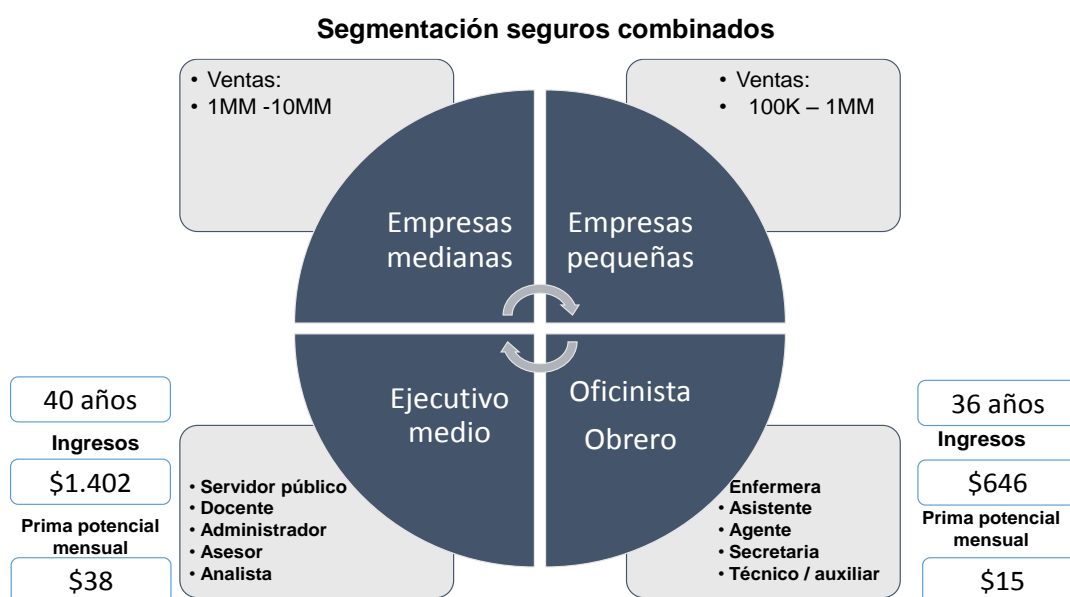 Segmentación seguros combinados
• Ventas:
• 1MM -10MM
• Ventas:
• 100K – 1MM
Empresas
medianas
Empresas
pequeñas
Ejecutivo
medio
Oficinista
Obrero
40 años
Ingresos
$1.402
Prima potencial
mensual
$38
• Servidor público
• Docente
• Administrador
• Asesor
• Analista
• Enfermera
• Asistente
• Agente
• Secretaria
• Técnico / auxiliar
36 años
Ingresos
$646
Prima potencial
mensual
$15